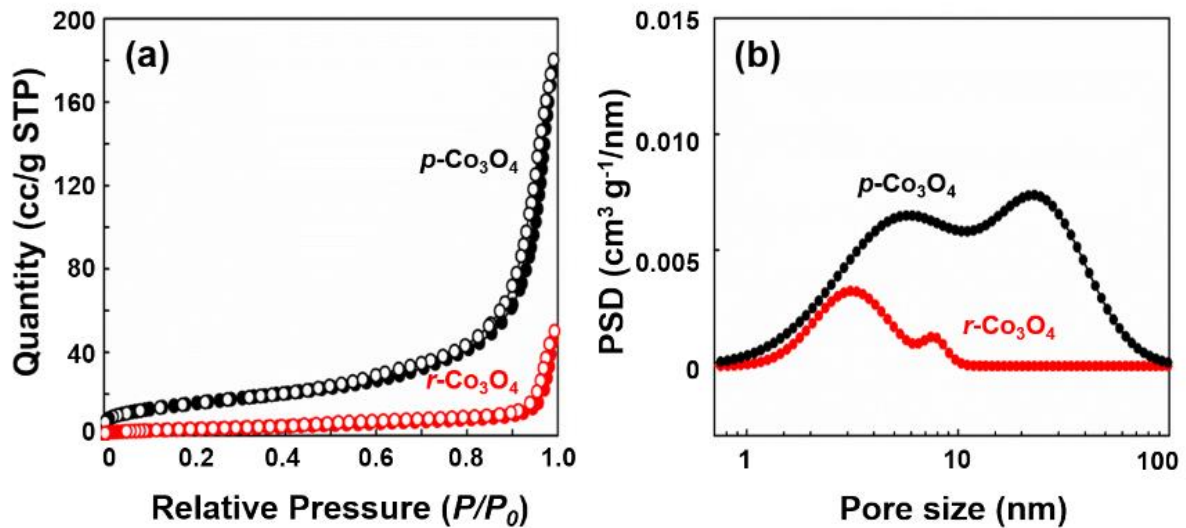 (a)
Quantity (cc/g STP)
200
160
120
80
40
0
p-Co₃O₄
r-Co₃O₄
0 0.2 0.4 0.6 0.8 1.0
Relative Pressure (P/P₀)
(b)
PSD (cm³ g⁻¹/nm)
0.015
0.010
0.005
0
p-Co₃O₄
r-Co₃O₄
1 10 100
Pore size (nm)